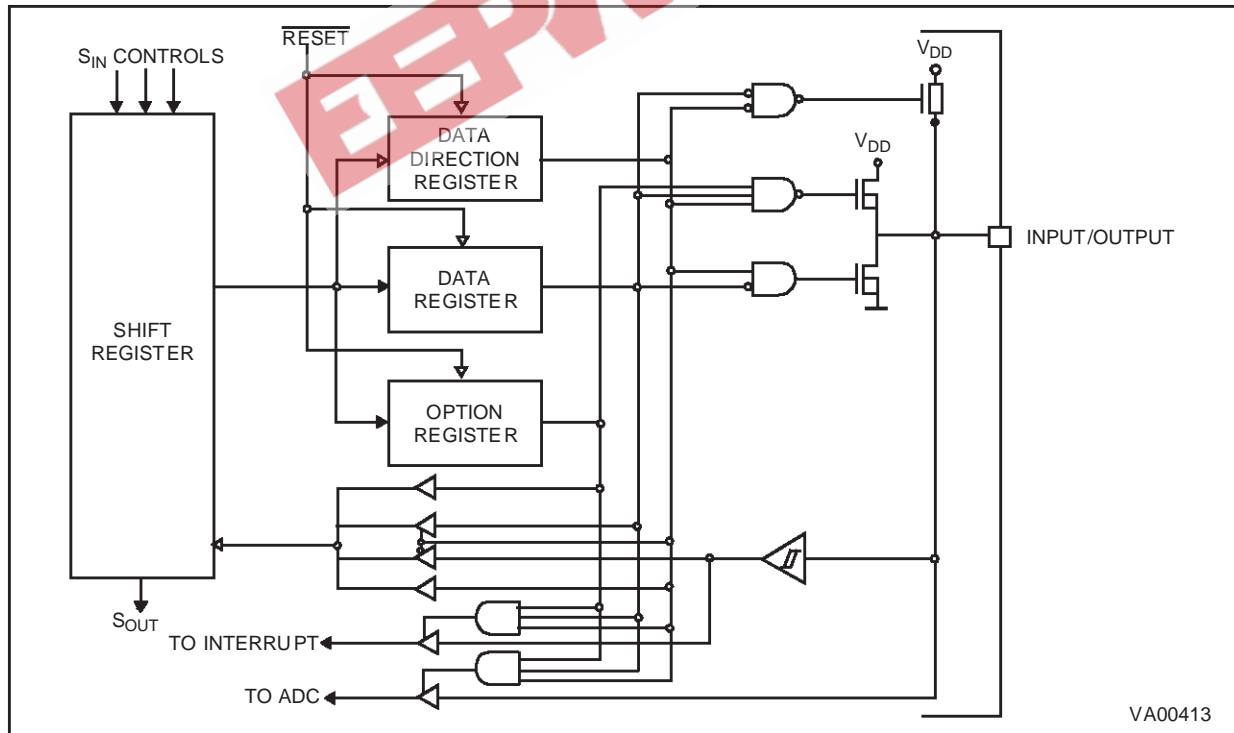 RESET
S_IN CONTROLS
V_DD
DATA
DIRECTION
REGISTER
V_DD
INPUT/OUTPUT
DATA
REGISTER
SHIFT
REGISTER
OPTION
REGISTER
S_OUT
TO INTERRUPT
TO ADC
VA00413